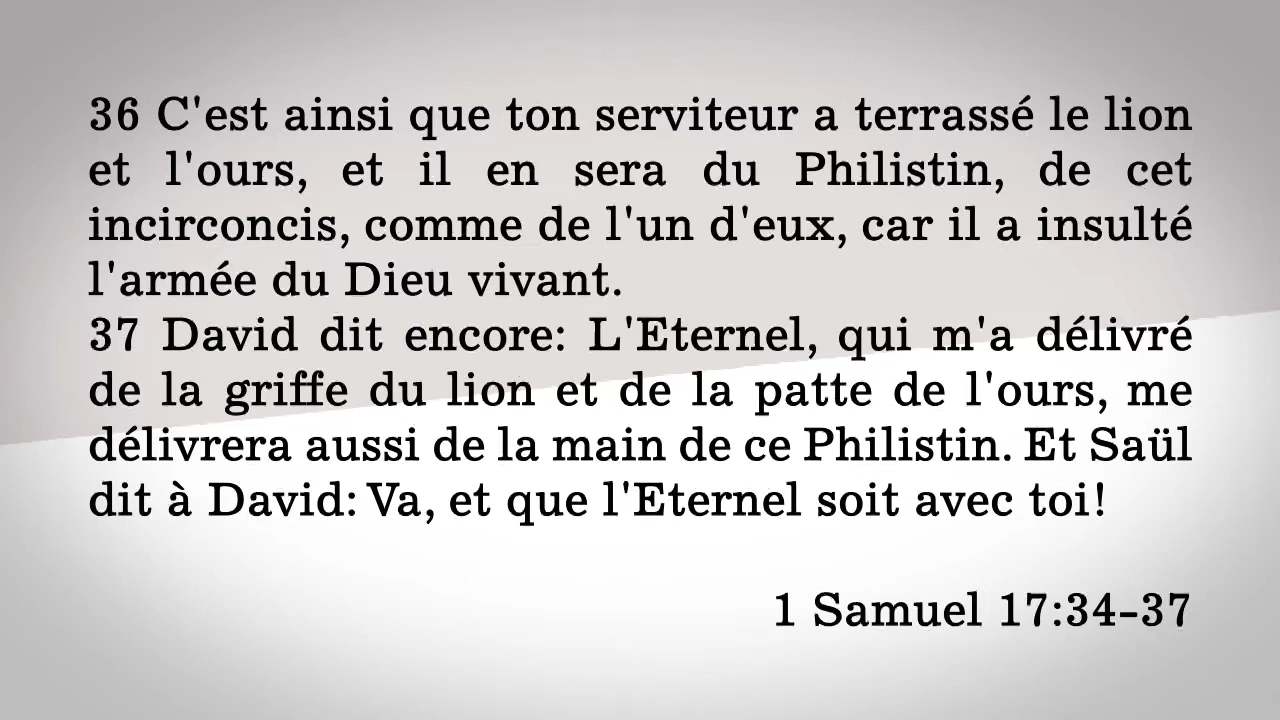 36 C'est ainsi que ton serviteur a terrassé le lion
et l'ours, et il en sera du Philistin, de cet
incirconcis, comme de l'un d'eux, car il a insulté
l'armée du Dieu vivant.
37 David dit encore: L'Eternel, qui m'a délivré
de la griffe du lion et de la patte de l'ours, me
délivrera aussi de la main de ce Philistin. Et Saül
dit à David: Va, et que l'Eternel soit avec toi!
1 Samuel 17:34-37